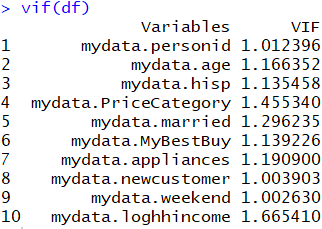 > vif(df)
Variables VIF
1 mydata.personid 1.012396
2 mydata.age 1.166352
3 mydata.hisp 1.135458
4 mydata.PriceCategory 1.455340
5 mydata.married 1.296235
6 mydata.MyBestBuy 1.139226
7 mydata.appliances 1.190900
8 mydata.newcustomer 1.003903
9 mydata.weekend 1.002630
10 mydata.loghhincome 1.665410